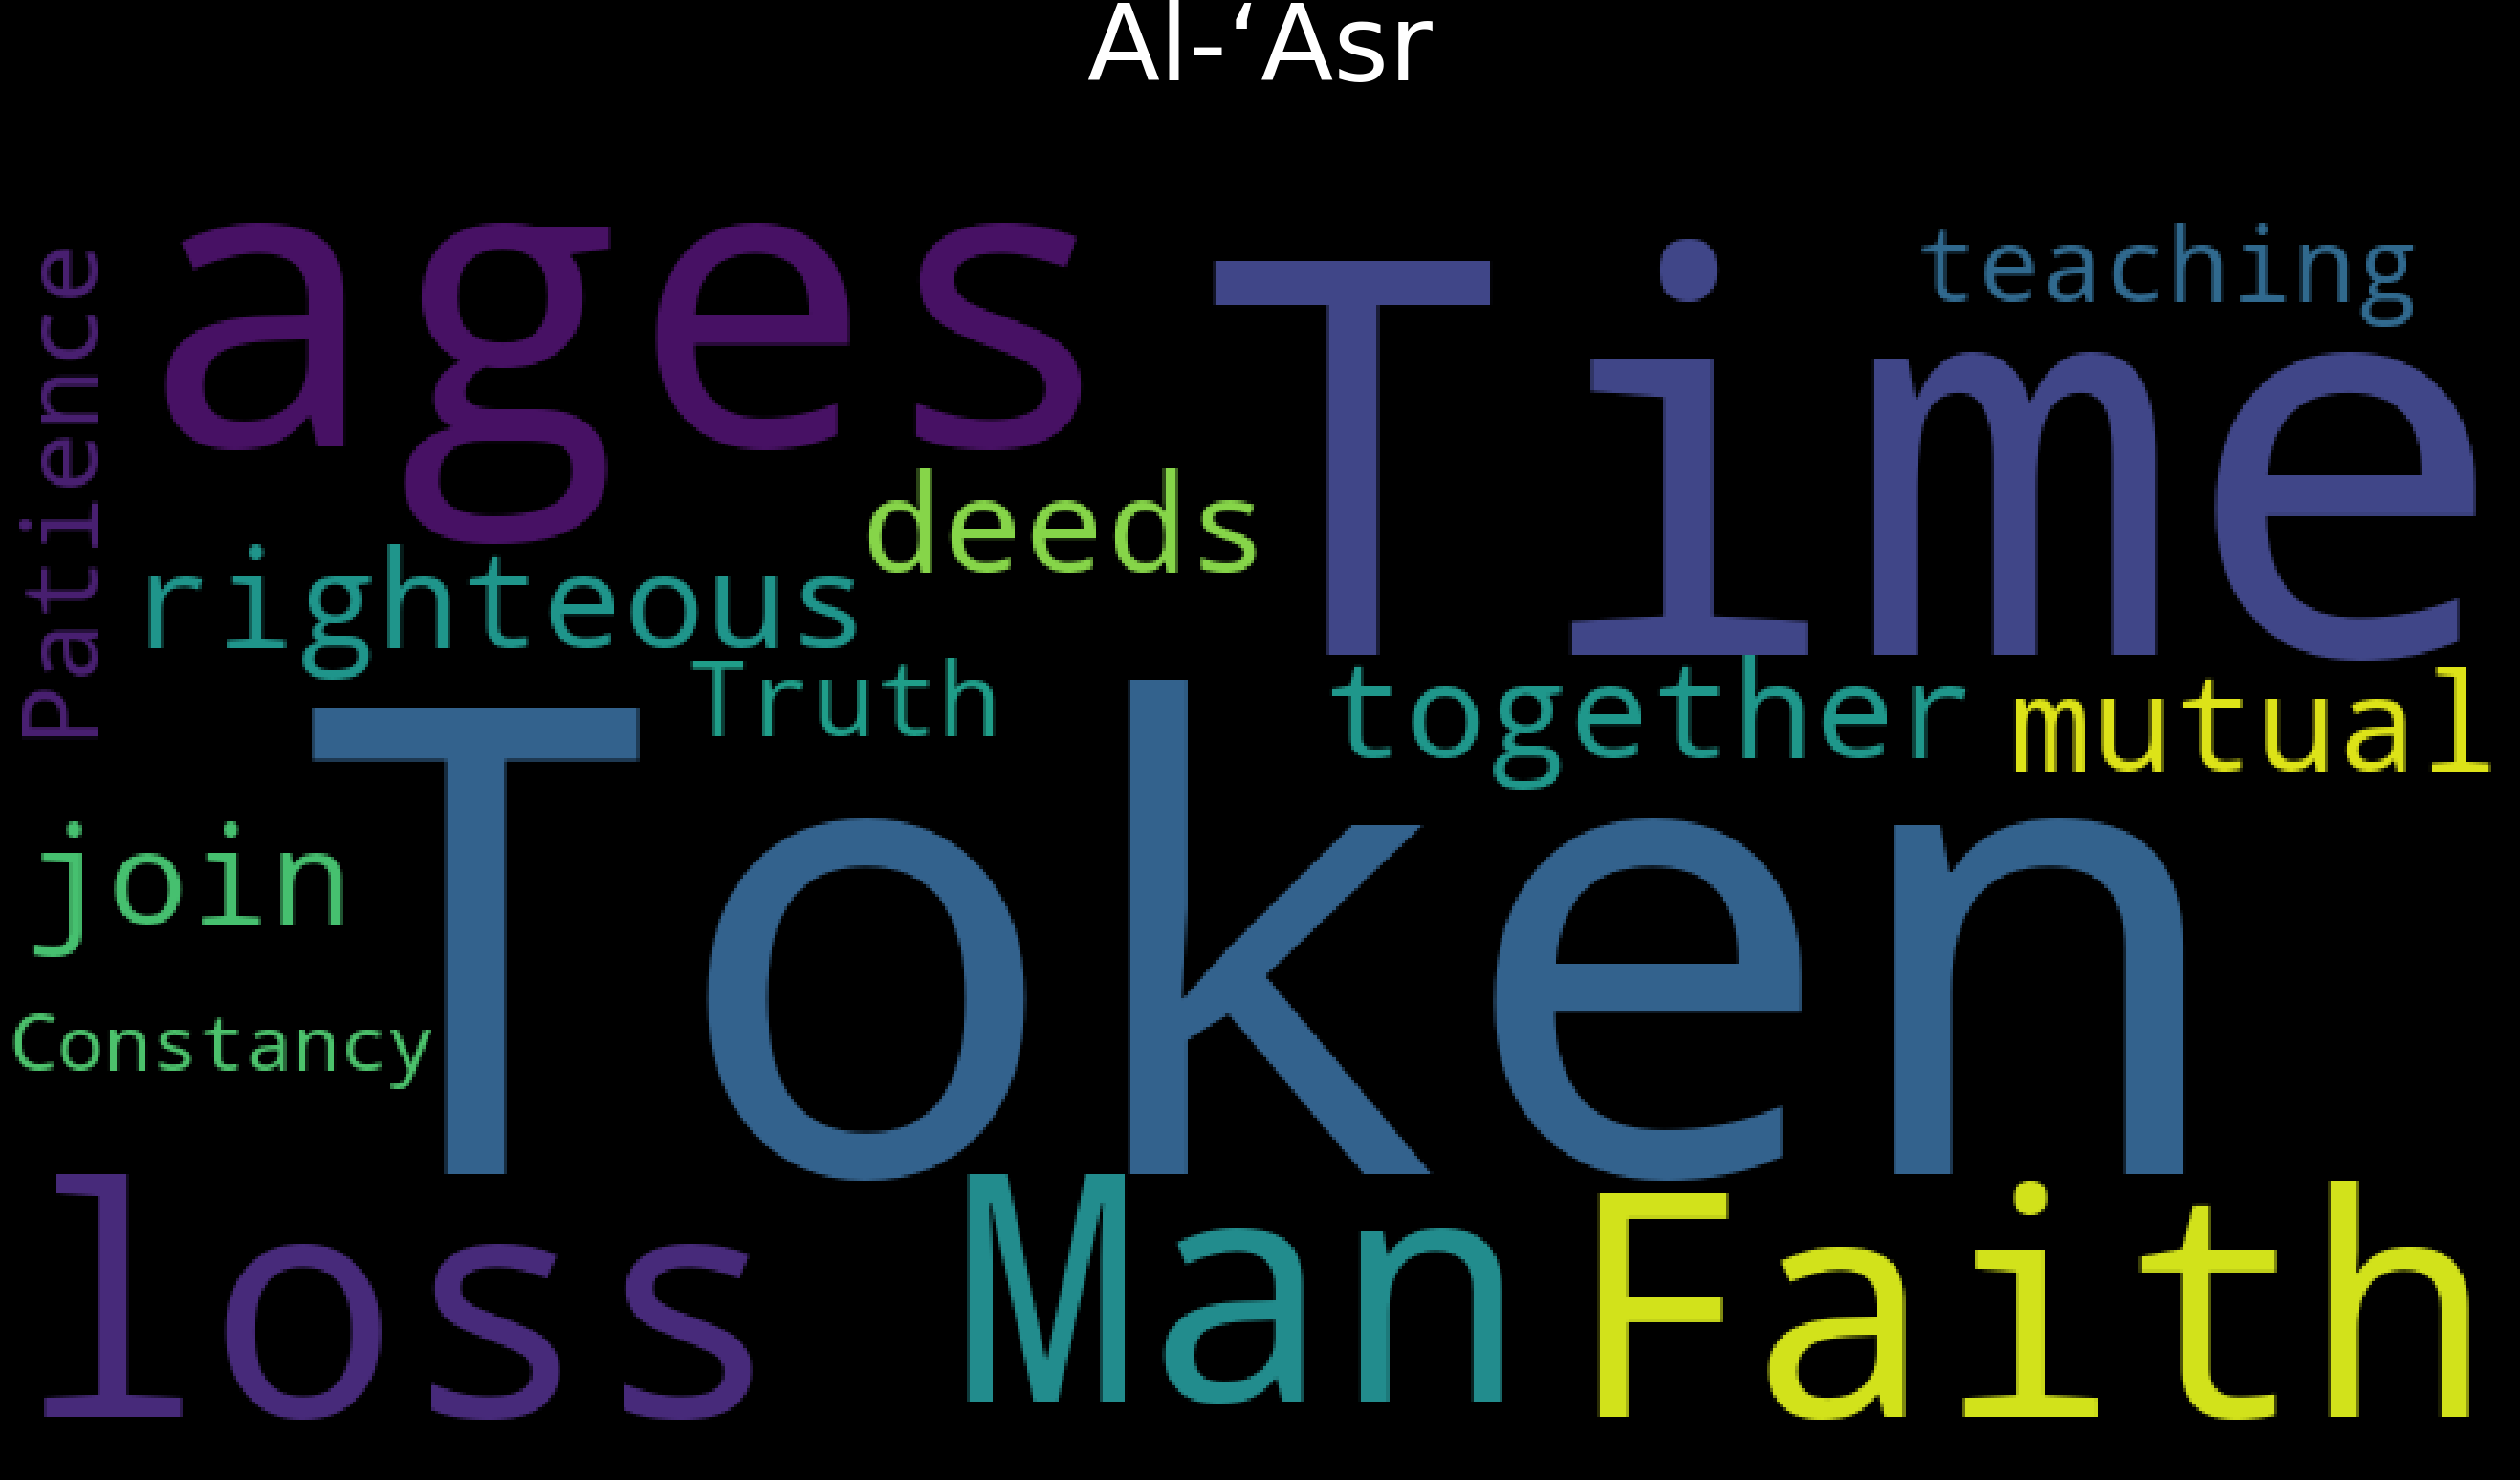 Al-‘Asr
ages
Time
teaching
Patience
deeds
righteous
Truth
together
mutual
Token
join
Constancy
loss
Man
Faith